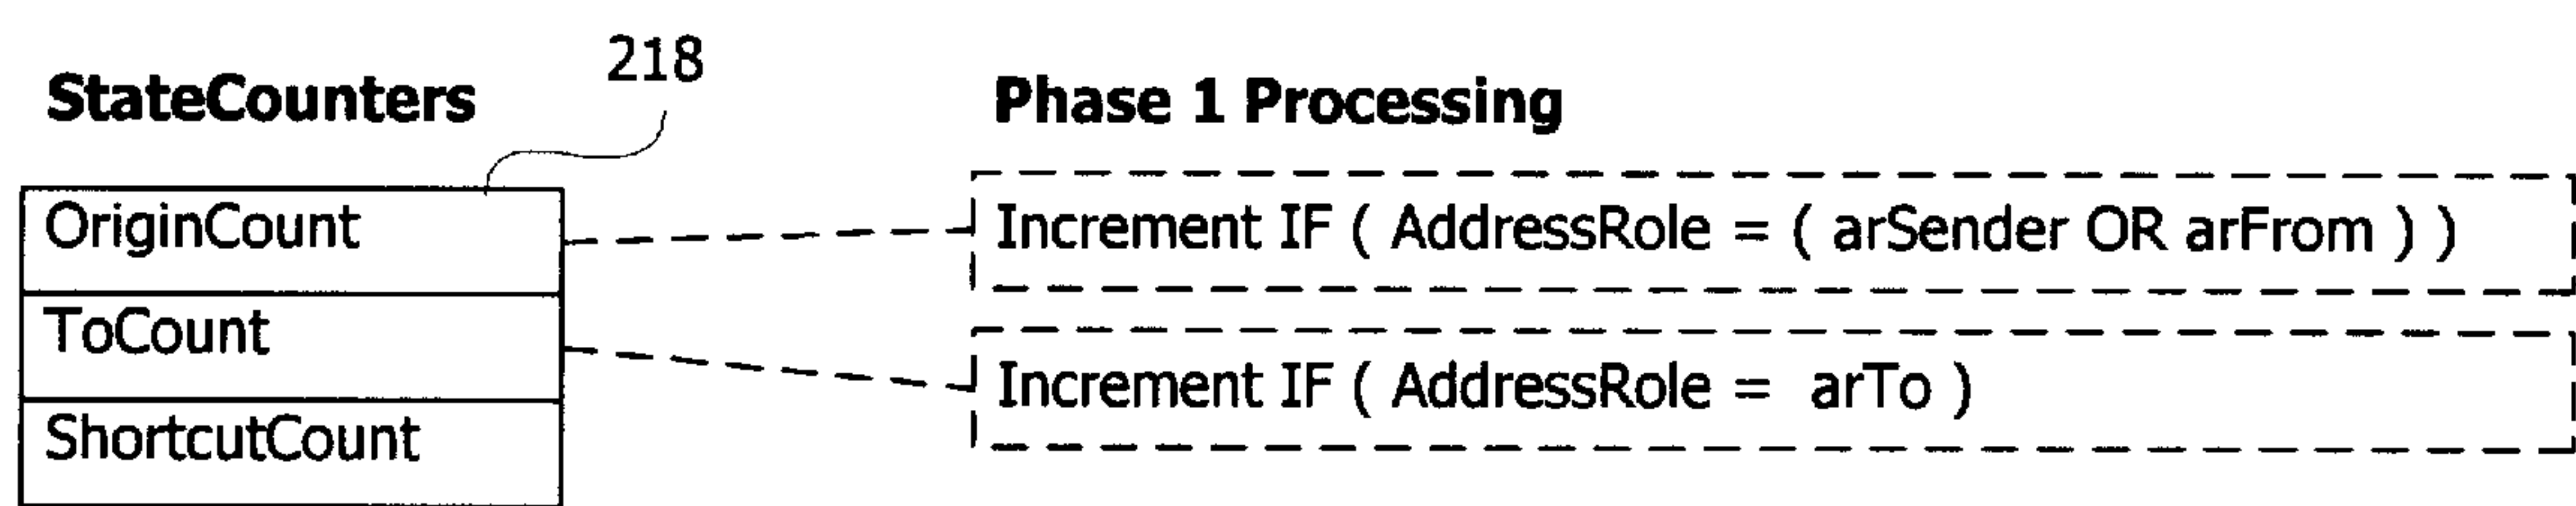 218
StateCounters
Phase 1 Processing
OriginCount
Increment IF ( AddressRole = ( arSender OR arFrom ) )
ToCount
Increment IF ( AddressRole = arTo )
ShortcutCount